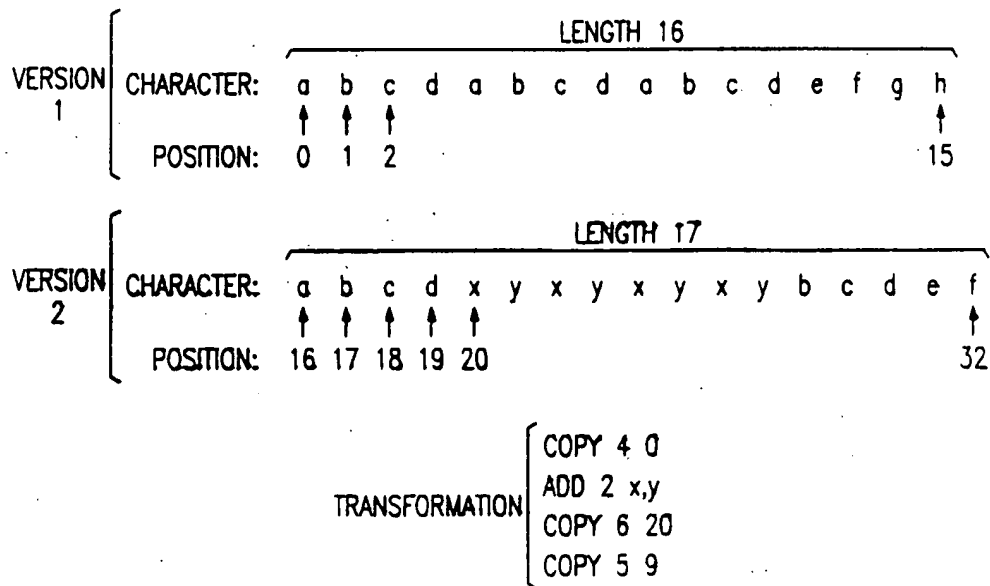 LENGTH 16
VERSION 1
CHARACTER: a b c d a b c d a b c d e f g h
POSITION: 0 1 2 15
LENGTH 17
VERSION 2
CHARACTER: a b c d x y x y x y x y b c d e f
POSITION: 16 17 18 19 20 32
TRANSFORMATION
COPY 4 0
ADD 2 x,y
COPY 6 20
COPY 5 9